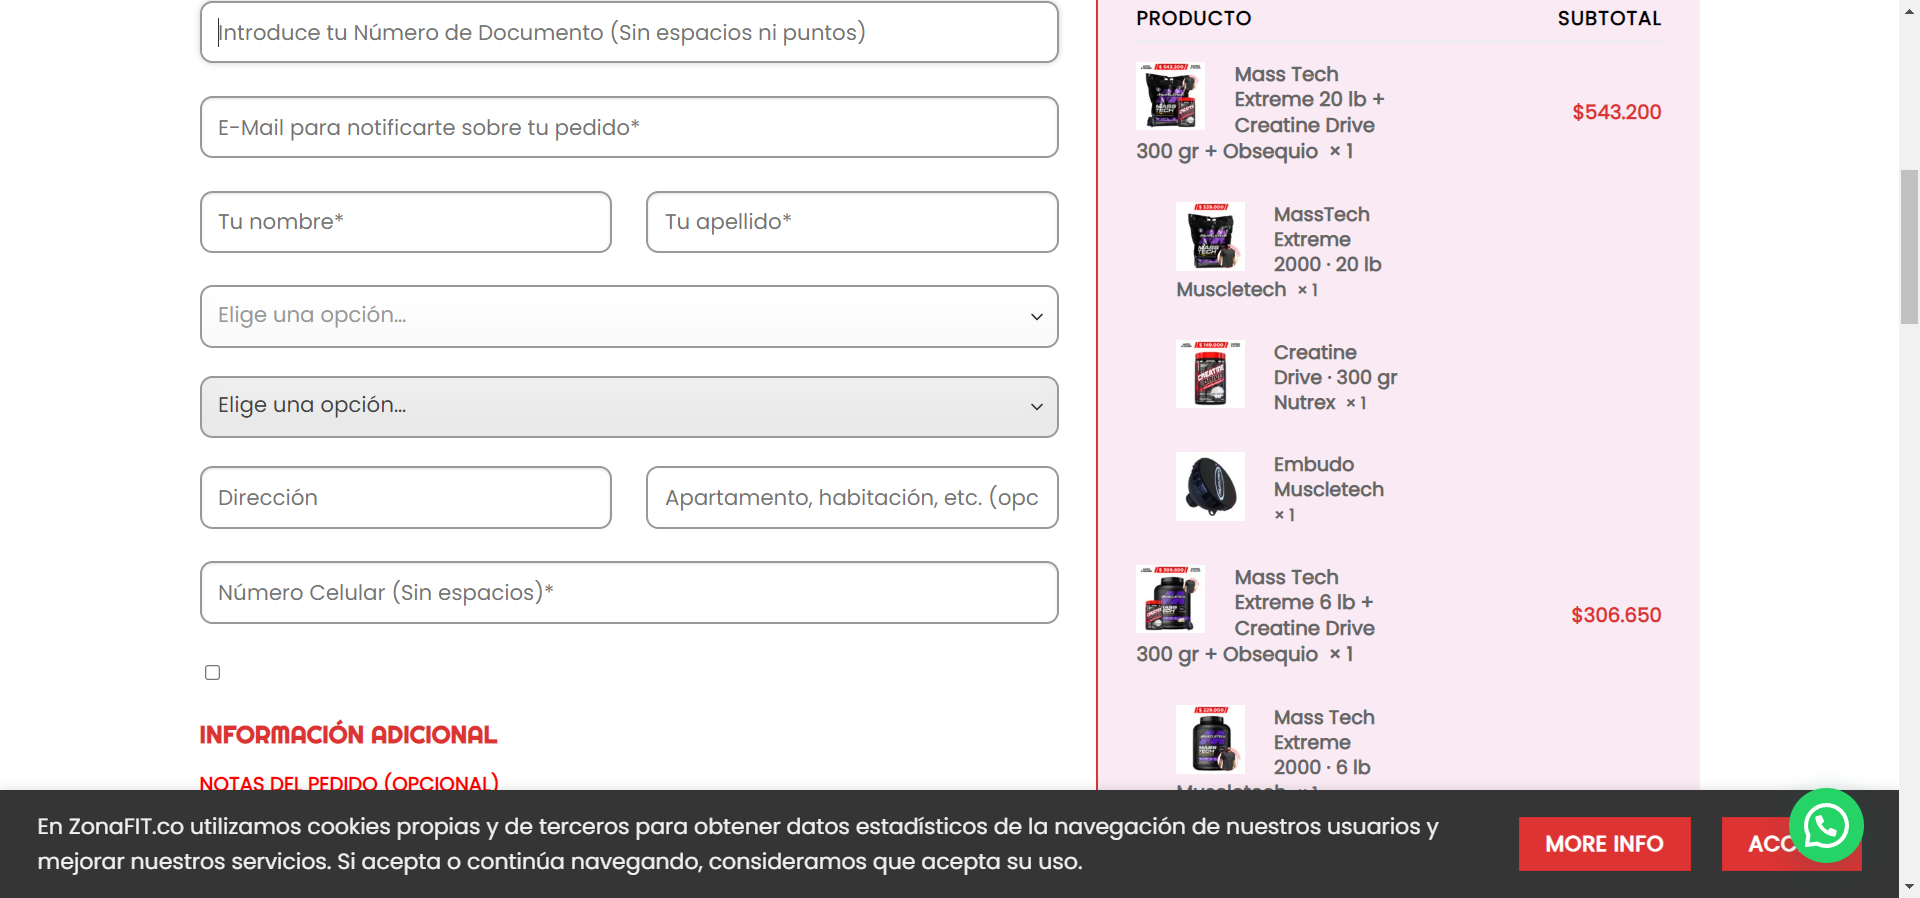 Introduce tu Número de Documento (Sin espacios ni puntos)
E-Mail para notificarte sobre tu pedido*
Tu nombre*
Tu apellido*
Elige una opción...
Elige una opción...
Dirección
Apartamento, habitación, etc. (opc
Número Celular (Sin espacios)*
INFORMACIÓN ADICIONAL
NOTAS DEL PEDIDO (OPCIONAL)
PRODUCTO
SUBTOTAL
Mass Tech
Extreme 20 lb +
Creatine Drive
300 gr + Obsequio × 1
$543.200
MassTech
Extreme
2000 · 20 lb
Muscletech × 1
Creatine
Drive · 300 gr
Nutrex × 1
Embudo
Muscletech
× 1
Mass Tech
Extreme 6 lb +
Creatine Drive
300 gr + Obsequio × 1
$306.650
Mass Tech
Extreme
2000 · 6 lb
Muscletech × 1
En ZonaFIT.co utilizamos cookies propias y de terceros para obtener datos estadísticos de la navegación de nuestros usuarios y
mejorar nuestros servicios. Si acepta o continúa navegando, consideramos que acepta su uso.
MORE INFO
ACC